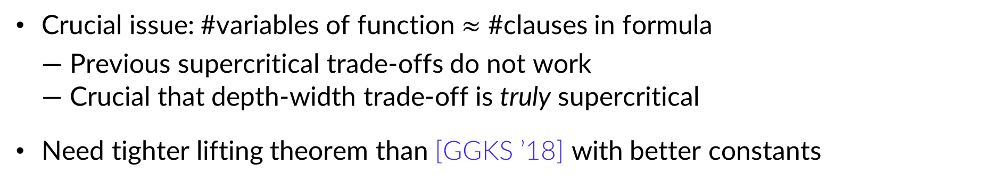 • Crucial issue: #variables of function ≈ #clauses in formula
— Previous supercritical trade-offs do not work
— Crucial that depth-width trade-off is truly supercritical
• Need tighter lifting theorem than [GGKS ’18] with better constants